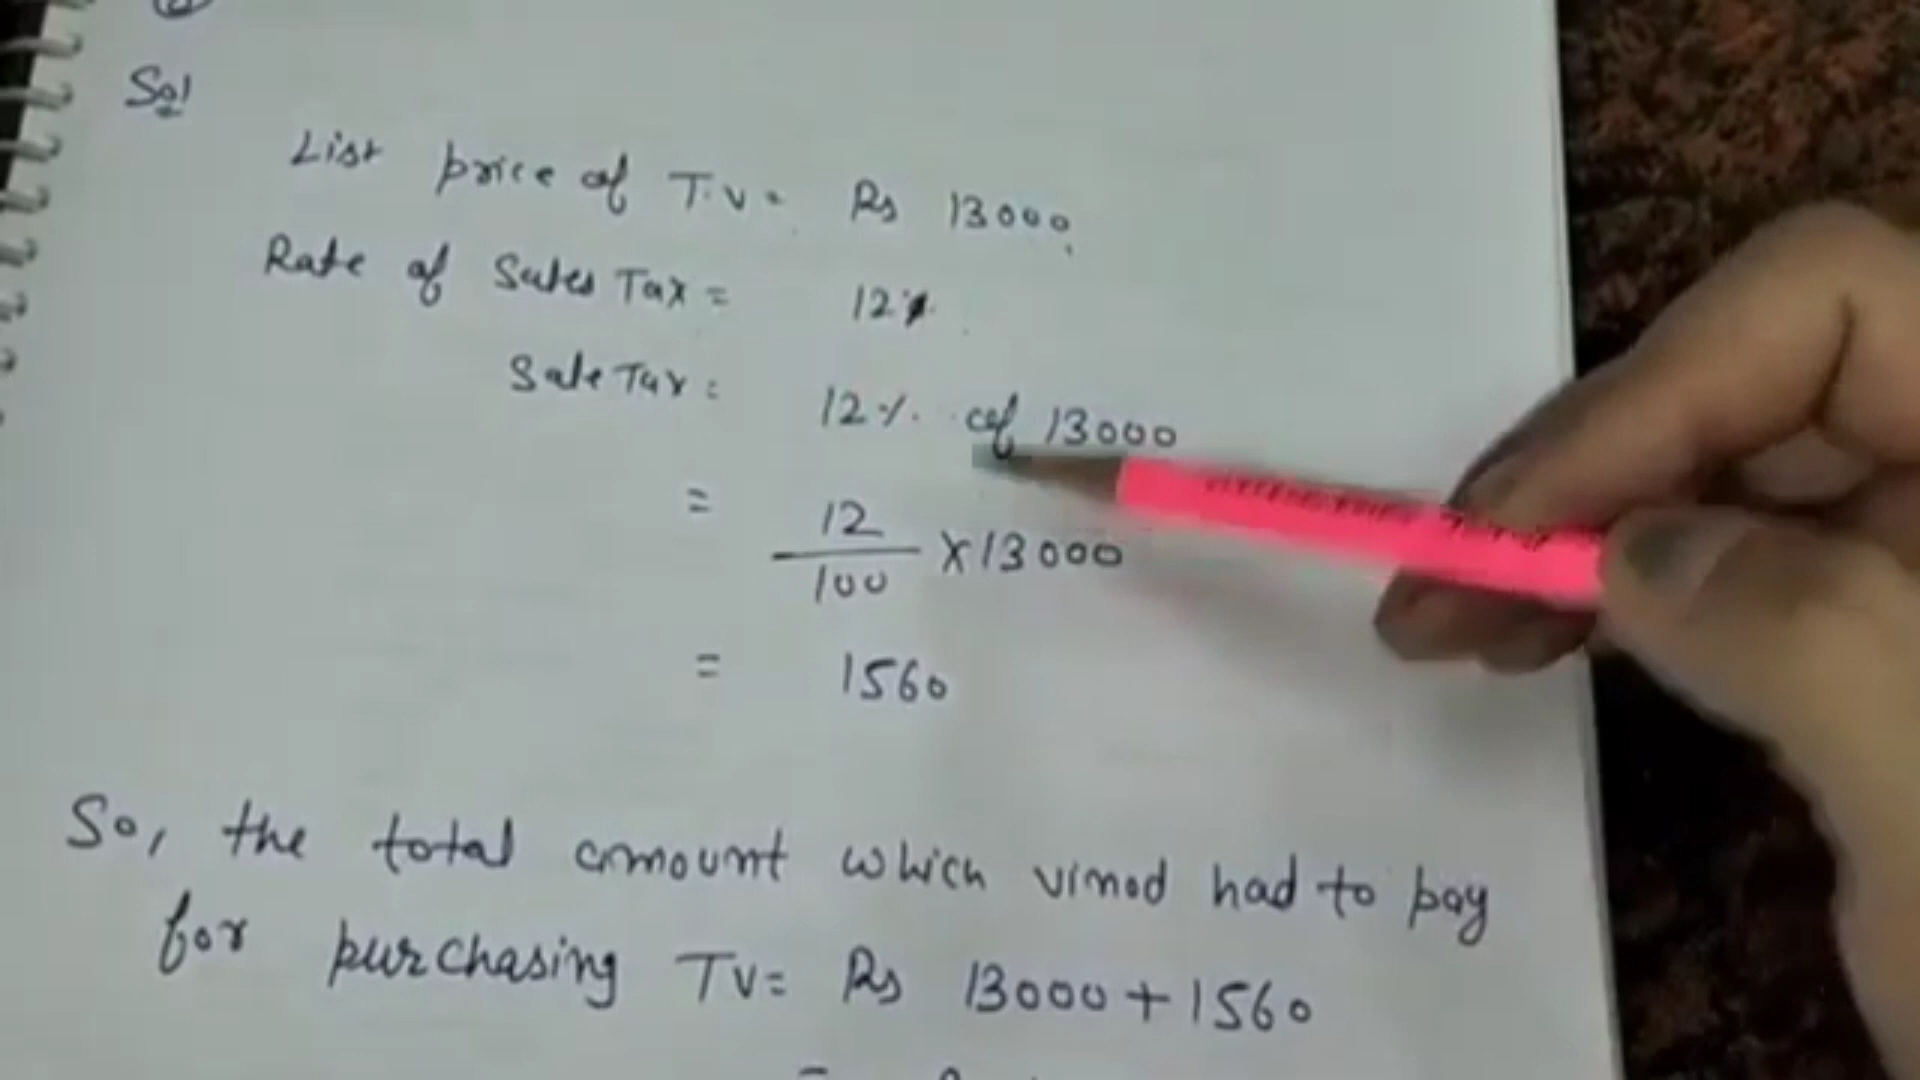 Sol
List price of T.V = Rs 13000
Rate of Sales Tax = 12%
Sale Tax = 12% of 13000
= 12/100 X 13000
= 1560
So, the total amount which vinod had to pay
for purchasing TV = Rs 13000 + 1560